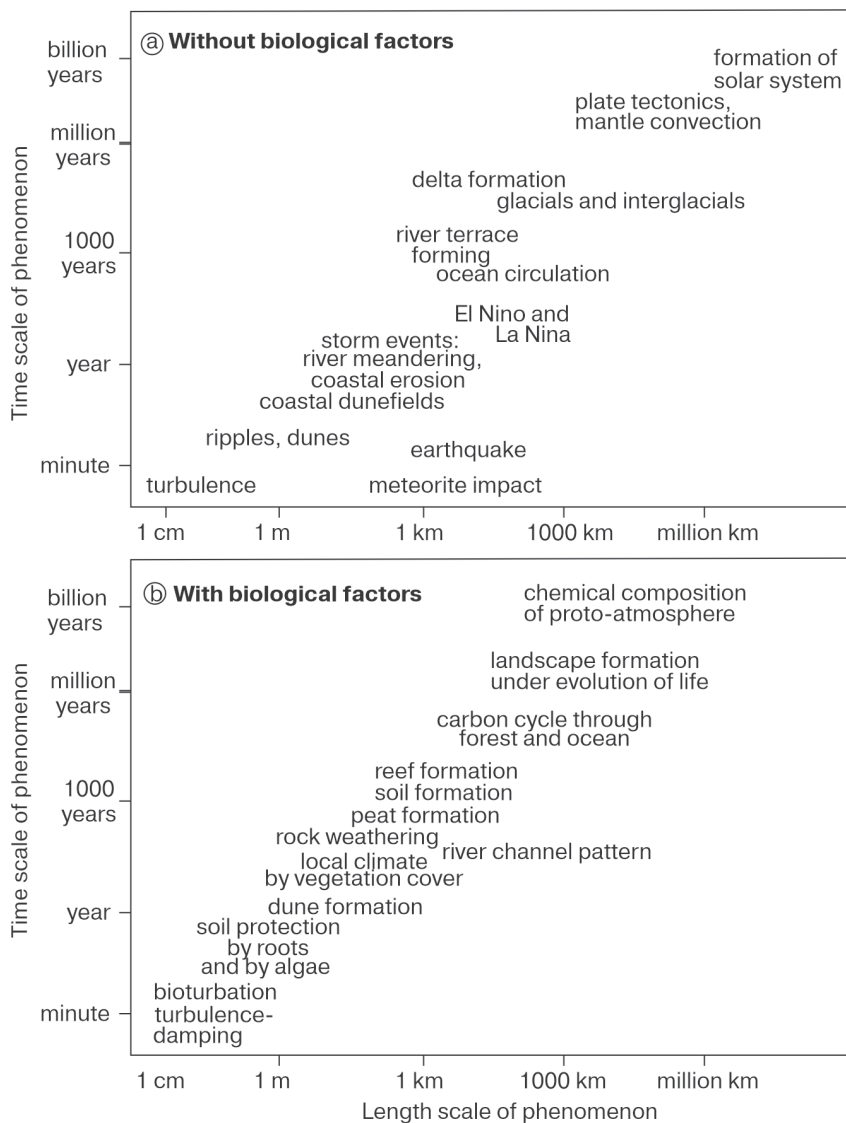 ⓐ Without biological factors
billion
years
million
years
1000
years
year
minute
Time scale of phenomenon
formation of
solar system
plate tectonics,
mantle convection
delta formation
glacials and interglacials
river terrace
forming
ocean circulation
El Nino and
La Nina
storm events:
river meandering,
coastal erosion
coastal dunefields
ripples, dunes
earthquake
turbulence
meteorite impact
1 cm
1 m
1 km
1000 km
million km
ⓑ With biological factors
billion
years
million
years
1000
years
year
minute
Time scale of phenomenon
chemical composition
of proto-atmosphere
landscape formation
under evolution of life
carbon cycle through
forest and ocean
reef formation
soil formation
peat formation
rock weathering
river channel pattern
local climate
by vegetation cover
dune formation
soil protection
by roots
and by algae
bioturbation
turbulence-
damping
1 cm
1 m
1 km
1000 km
million km
Length scale of phenomenon